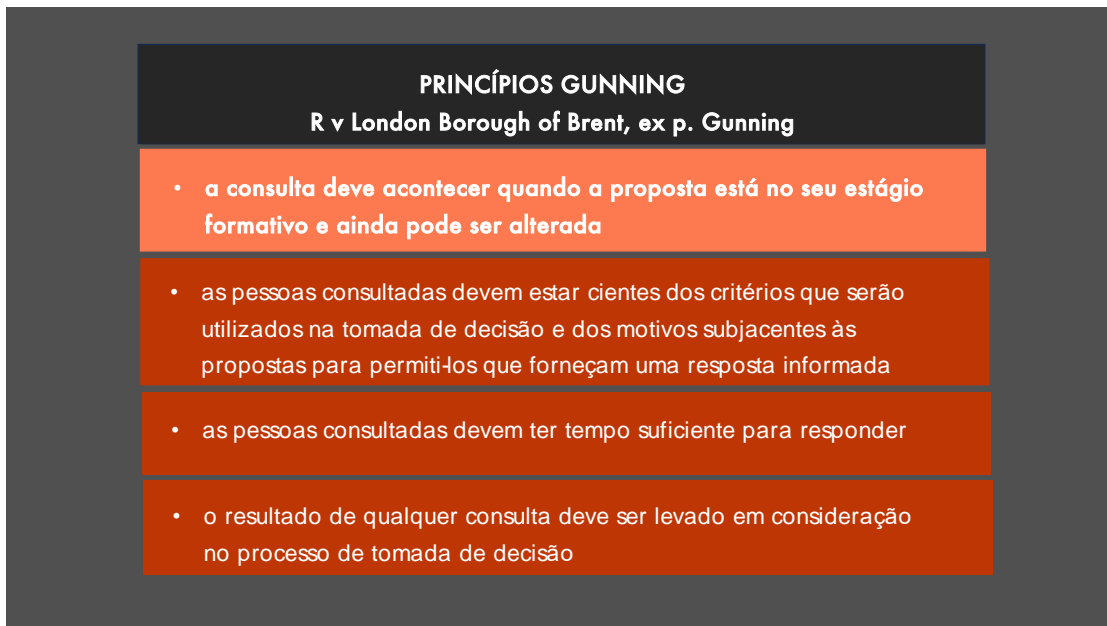 PRINCÍPIOS GUNNING
R v London Borough of Brent, ex p. Gunning
• a consulta deve acontecer quando a proposta está no seu estágio
formativo e ainda pode ser alterada
• as pessoas consultadas devem estar cientes dos critérios que serão
utilizados na tomada de decisão e dos motivos subjacentes às
propostas para permiti-los que forneçam uma resposta informada
• as pessoas consultadas devem ter tempo suficiente para responder
• o resultado de qualquer consulta deve ser levado em consideração
no processo de tomada de decisão